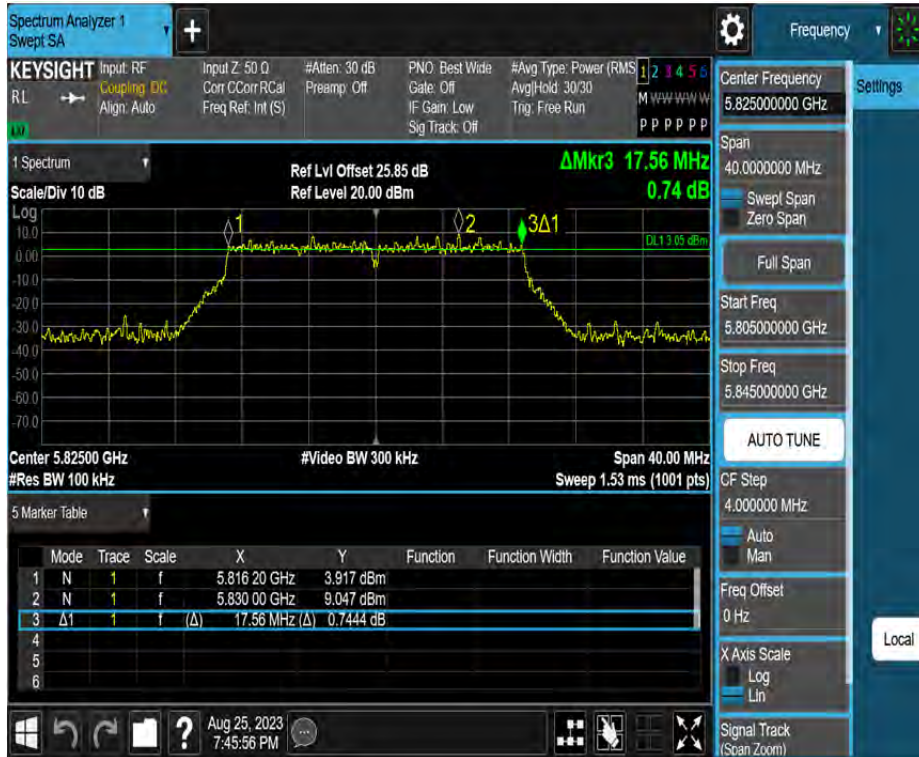 Spectrum Analyzer 1
Swept SA
+
Frequency
KEYSIGHT Input: RF Input Z: 50 Ω #Atten: 30 dB PNO: Best Wide #Avg Type: Power (RMS 1 2 3 4 5 6
RL Coupling: DC Corr CCorr RCal Preamp: Off Gate: Off Avg|Hold: 30/30 M W W W W W
Align: Auto Freq Ref: Int (S) IF Gain: Low Trig: Free Run
Sig Track: Off P P P P P P
1 Spectrum
Ref Lvl Offset 25.85 dB ΔMkr3 17.56 MHz
Scale/Div 10 dB Ref Level 20.00 dBm 0.74 dB
Log
1 2 3Δ1
10.0
DL1 3.05 dBm
0.00
-10.0
-20.0
-30.0
-40.0
-50.0
-60.0
-70.0
Center 5.82500 GHz #Video BW 300 kHz Span 40.00 MHz
#Res BW 100 kHz Sweep 1.53 ms (1001 pts)
5 Marker Table
Mode Trace Scale X Y Function Function Width Function Value
1 N 1 f 5.816 20 GHz 3.917 dBm
2 N 1 f 5.830 00 GHz 9.047 dBm
3 Δ1 1 f (Δ) 17.56 MHz (Δ) 0.7444 dB
4
5
6
? Aug 25, 2023
7:45:56 PM
Center Frequency
5.825000000 GHz
Span
40.0000000 MHz
Swept Span
Zero Span
Full Span
Start Freq
5.805000000 GHz
Stop Freq
5.845000000 GHz
AUTO TUNE
CF Step
4.000000 MHz
Auto
Man
Freq Offset
0 Hz
X Axis Scale
Log
Lin
Signal Track
(Span Zoom)
Settings
Local